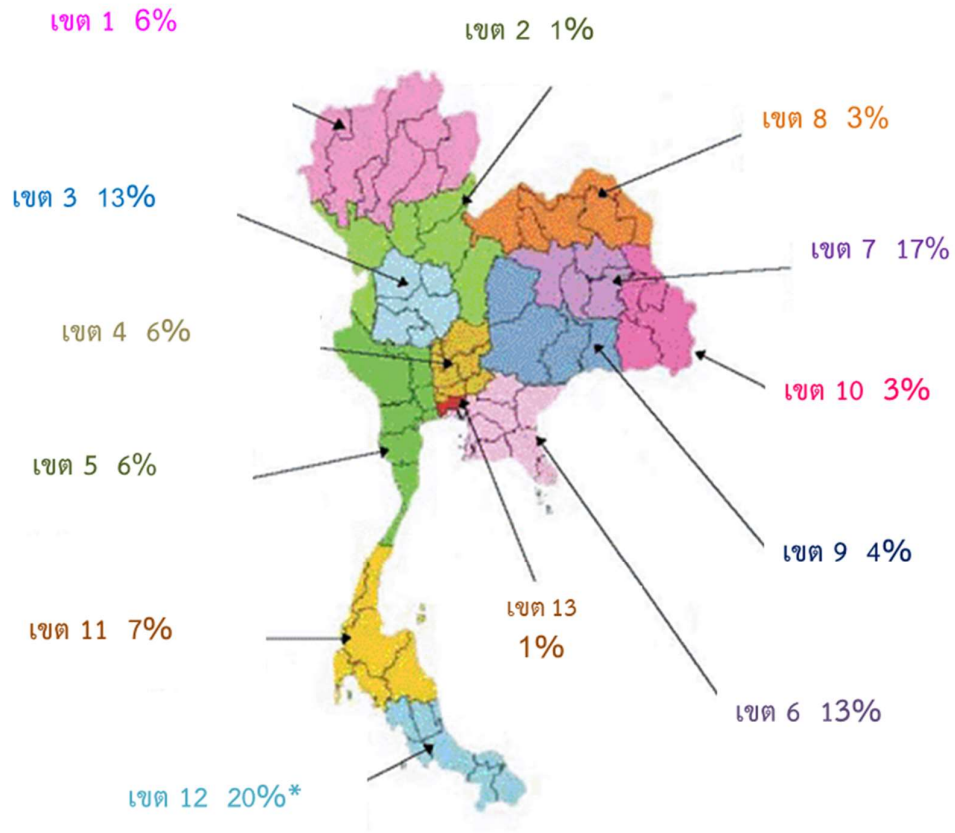 เขต 1 6%
เขต 2 1%
เขต 8 3%
เขต 3 13%
เขต 7 17%
เขต 4 6%
เขต 10 3%
เขต 5 6%
เขต 9 4%
เขต 13
1%
เขต 11 7%
เขต 6 13%
เขต 12 20%*